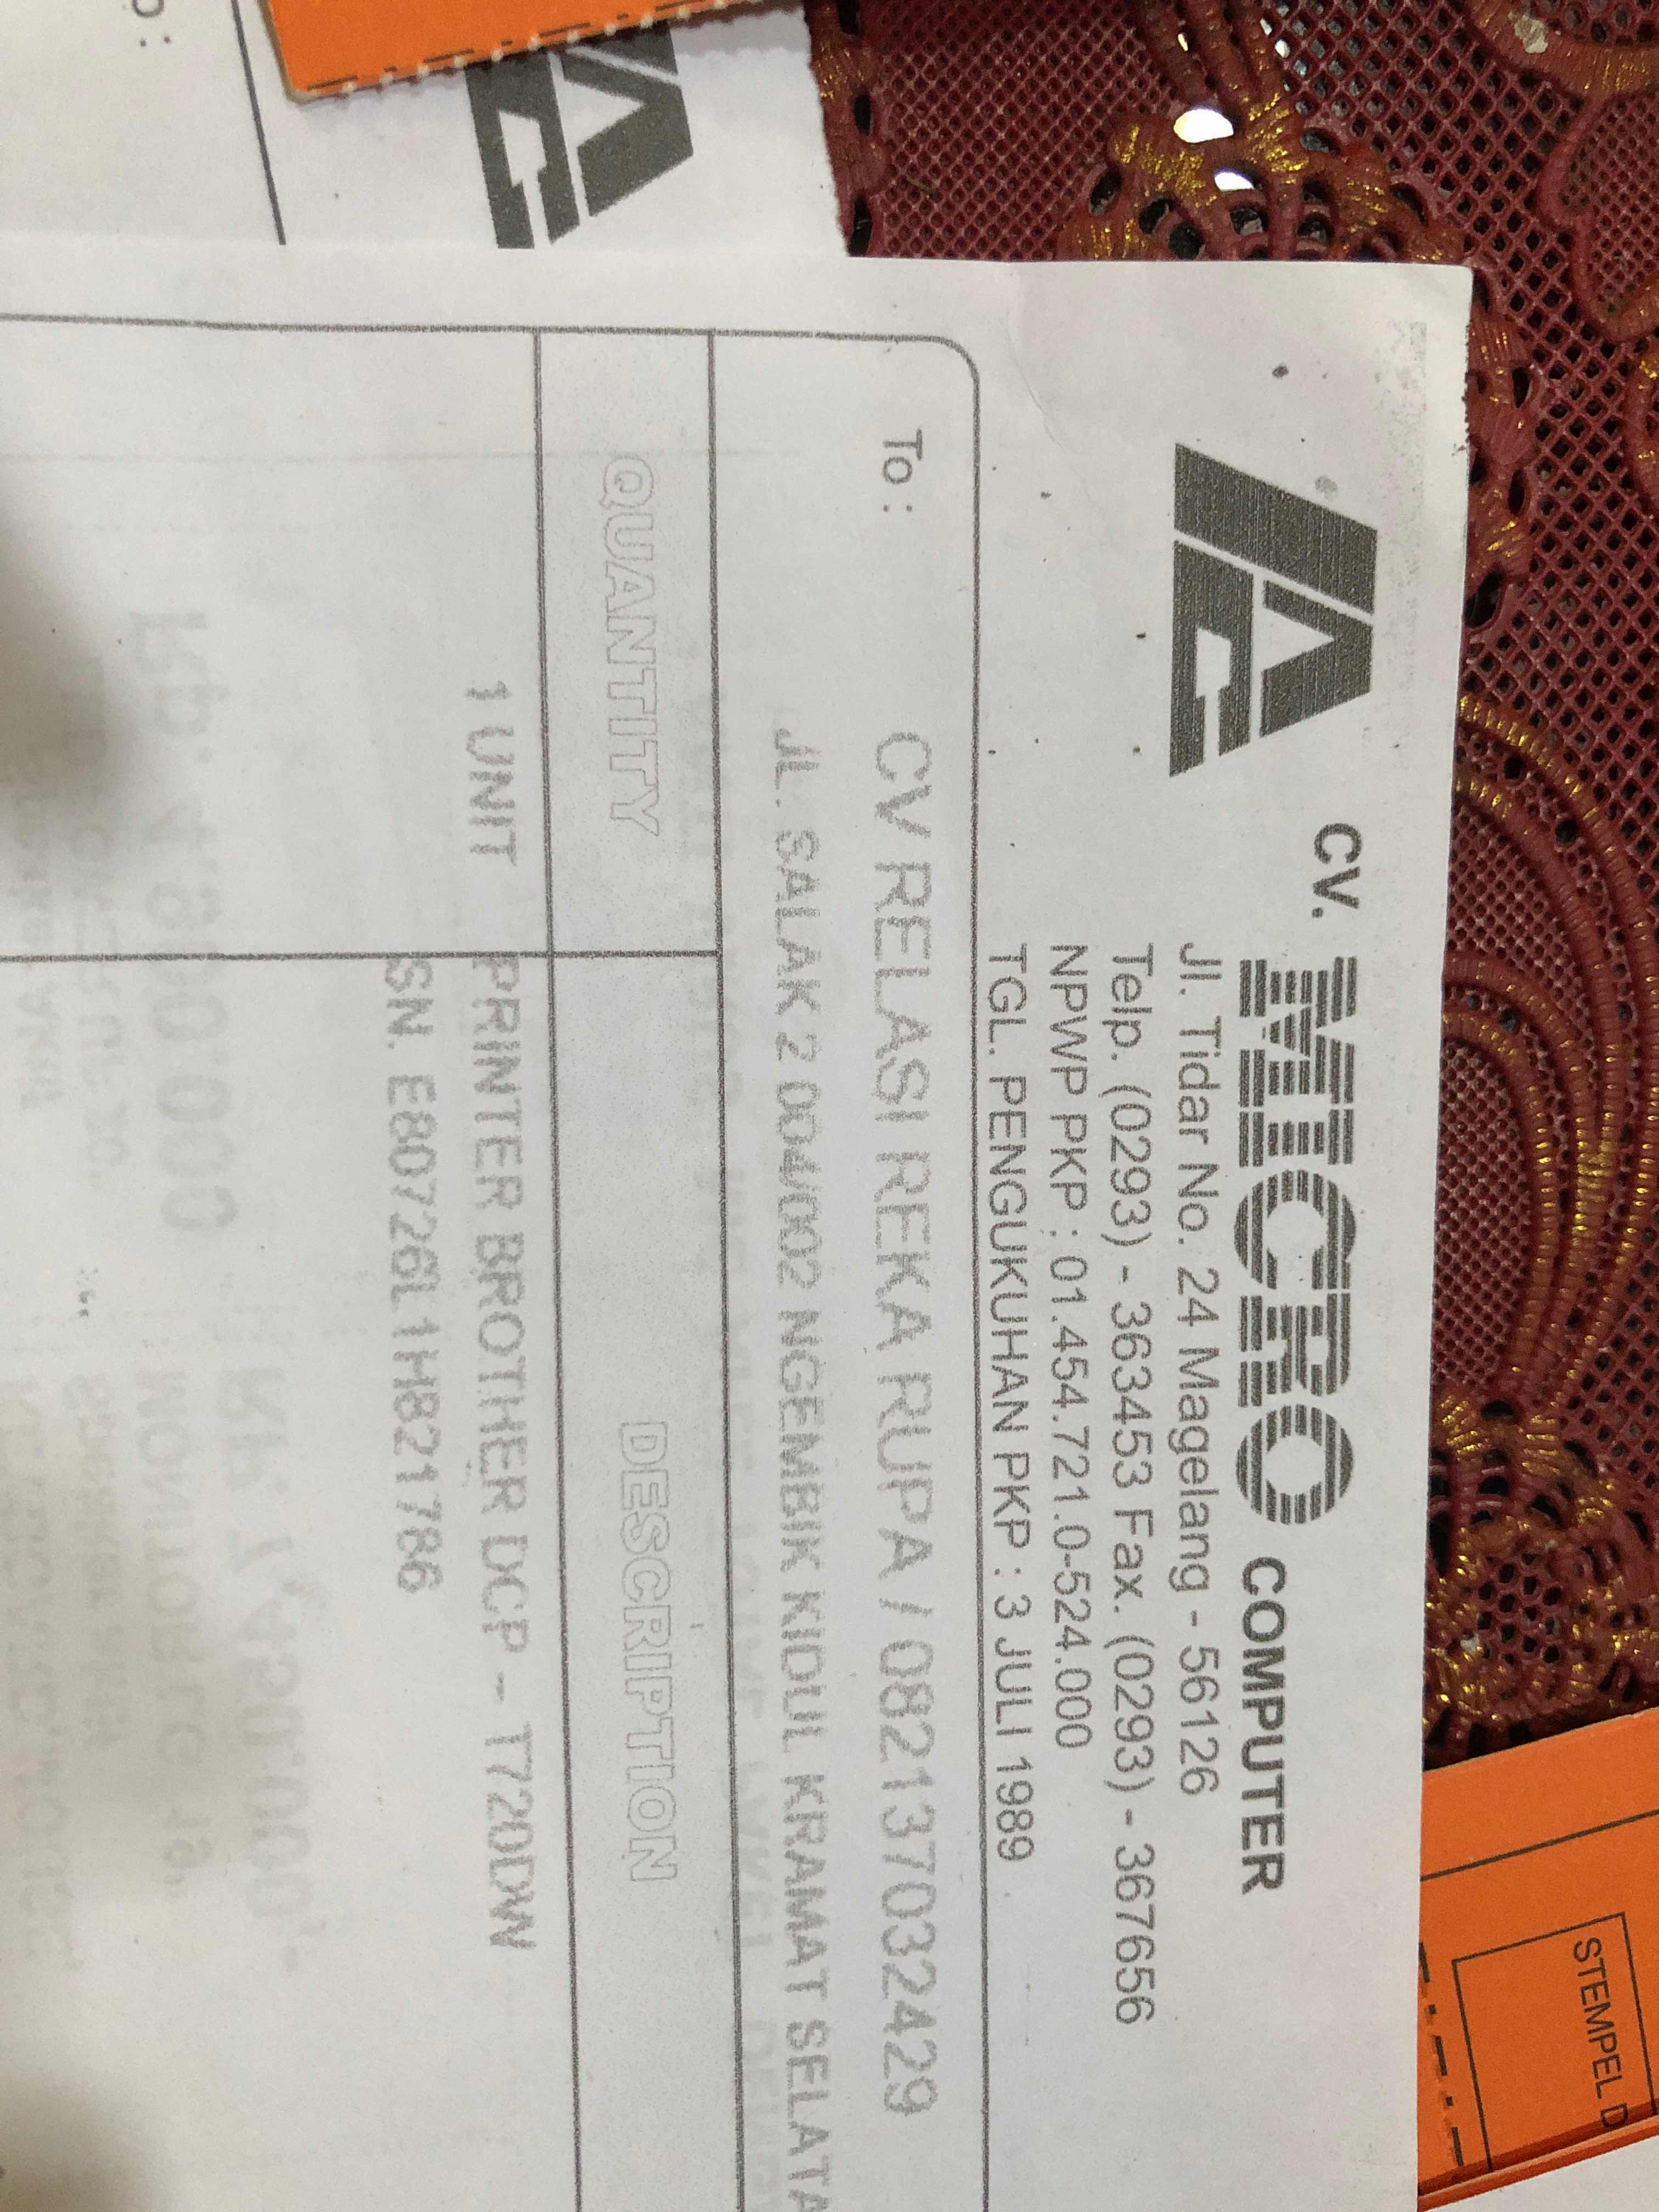 CV. MICRO COMPUTER
Jl. Tidar No. 24 Magelang - 56126
Telp. (0293) - 363453 Fax. (0293) - 367656
NPWP PKP : 01.454.721.0-524.000
TGL. PENGUKUHAN PKP : 3 JULI 1989
To : CV RELASI REKA RUPA / 082137032429
JL. SALAK 2 004/002 NGEMBIK KIDUL KRAMAT SELATA
QUANTITY DESCRIPTION
1 UNIT PRINTER BROTHER DCP - T720DW
SN. E80726L1H821786
STEMPEL D